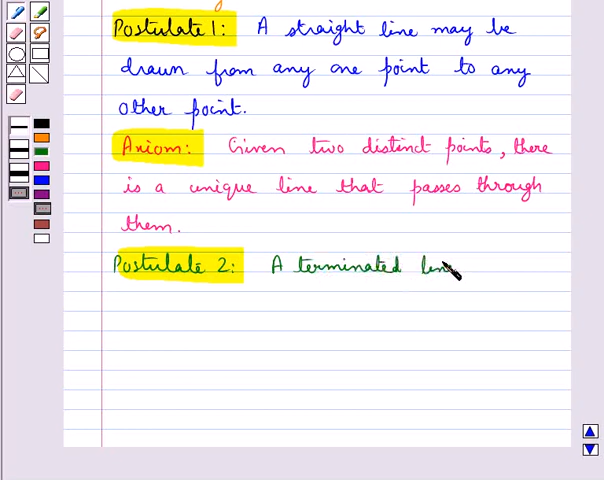 Postulate 1: A straight line may be
drawn from any one point to any
other point.
Axiom: Given two distinct points, there
is a unique line that passes through
them.
Postulate 2: A terminated line